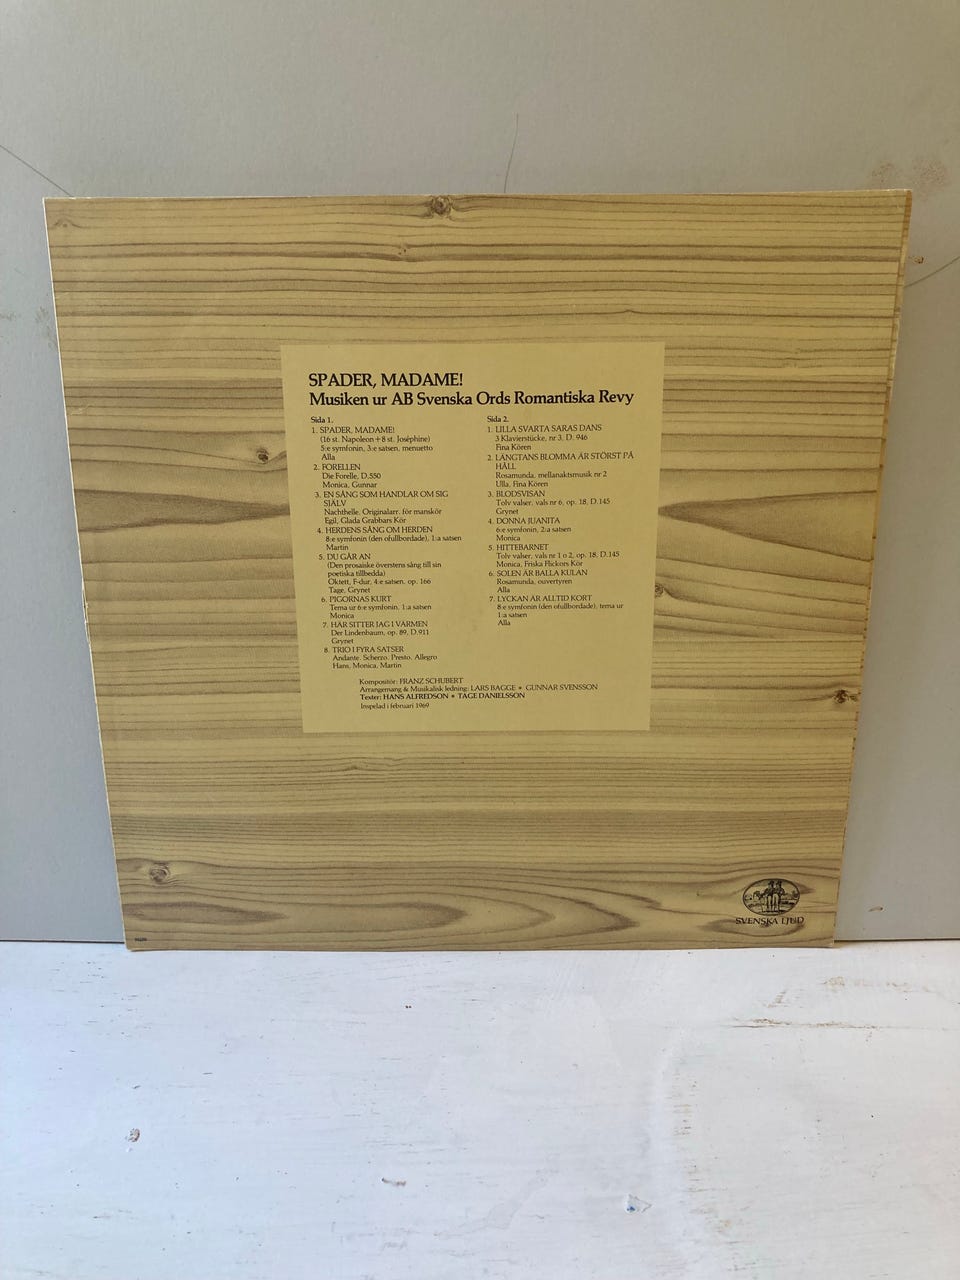 SPADER, MADAME!
Musiken ur AB Svenska Ords Romantiska Revy
Sida 1.
1. SPADER, MADAME!
(16 st. Napoleon + 8 st. Joséphine)
5:e symfonin, 3:e satsen, menuetto
Alla
2. FORELLEN
Die Forelle, D.550
Monica, Gunnar
3. EN SÅNG SOM HANDLAR OM SIG
SJÄLV
Nachthelle. Originalarr. för manskör
Egil, Glada Grabbars Kör
4. HERDENS SÅNG OM HERDEN
8:e symfonin (den ofullbordade), 1:a satsen
Martin
5. DU GÅR AN
(Den prosaiske överstens sång till sin
poetiska tillbedda)
Oktett, F-dur, 4:e satsen, op. 166
Tage, Grynet
6. PIGORNAS KURT
Tema ur 6:e symfonin, 1:a satsen
Monica
7. HÄR SITTER JAG I VÄRMEN
Der Lindenbaum, op. 89, D.911
Grynet
8. TRIO I FYRA SATSER
Andante, Scherzo, Presto, Allegro
Hans, Monica, Martin
Sida 2.
1. LILLA SVARTA SARAS DANS
3 Klavierstücke, nr 3, D. 946
Fina Kören
2. LÄNGTANS BLOMMA ÄR STÖRST PÅ
HÅLL
Rosamunda, mellanaktsmusik nr 2
Ulla, Fina Kören
3. BLODSVISAN
Tolv valser, vals nr 6, op. 18, D.145
Grynet
4. DONNA JUANITA
6:e symfonin, 2:a satsen
Monica
5. HITTEBARNET
Tolv valser, vals nr 1 o 2, op. 18, D.145
Monica, Friska Flickors Kör
6. SOLEN ÄR BALLA KULAN
Rosamunda, ouvertyren
Alla
7. LYCKAN ÄR ALLTID KORT
8:e symfonin (den ofullbordade), tema ur
1:a satsen
Alla
Kompositör: FRANZ SCHUBERT
Arrangemang & Musikalisk ledning: LARS BAGGE * GUNNAR SVENSSON
Texter: HANS ALFREDSON * TAGE DANIELSSON
Inspelad i februari 1969
SVENSKA LJUD